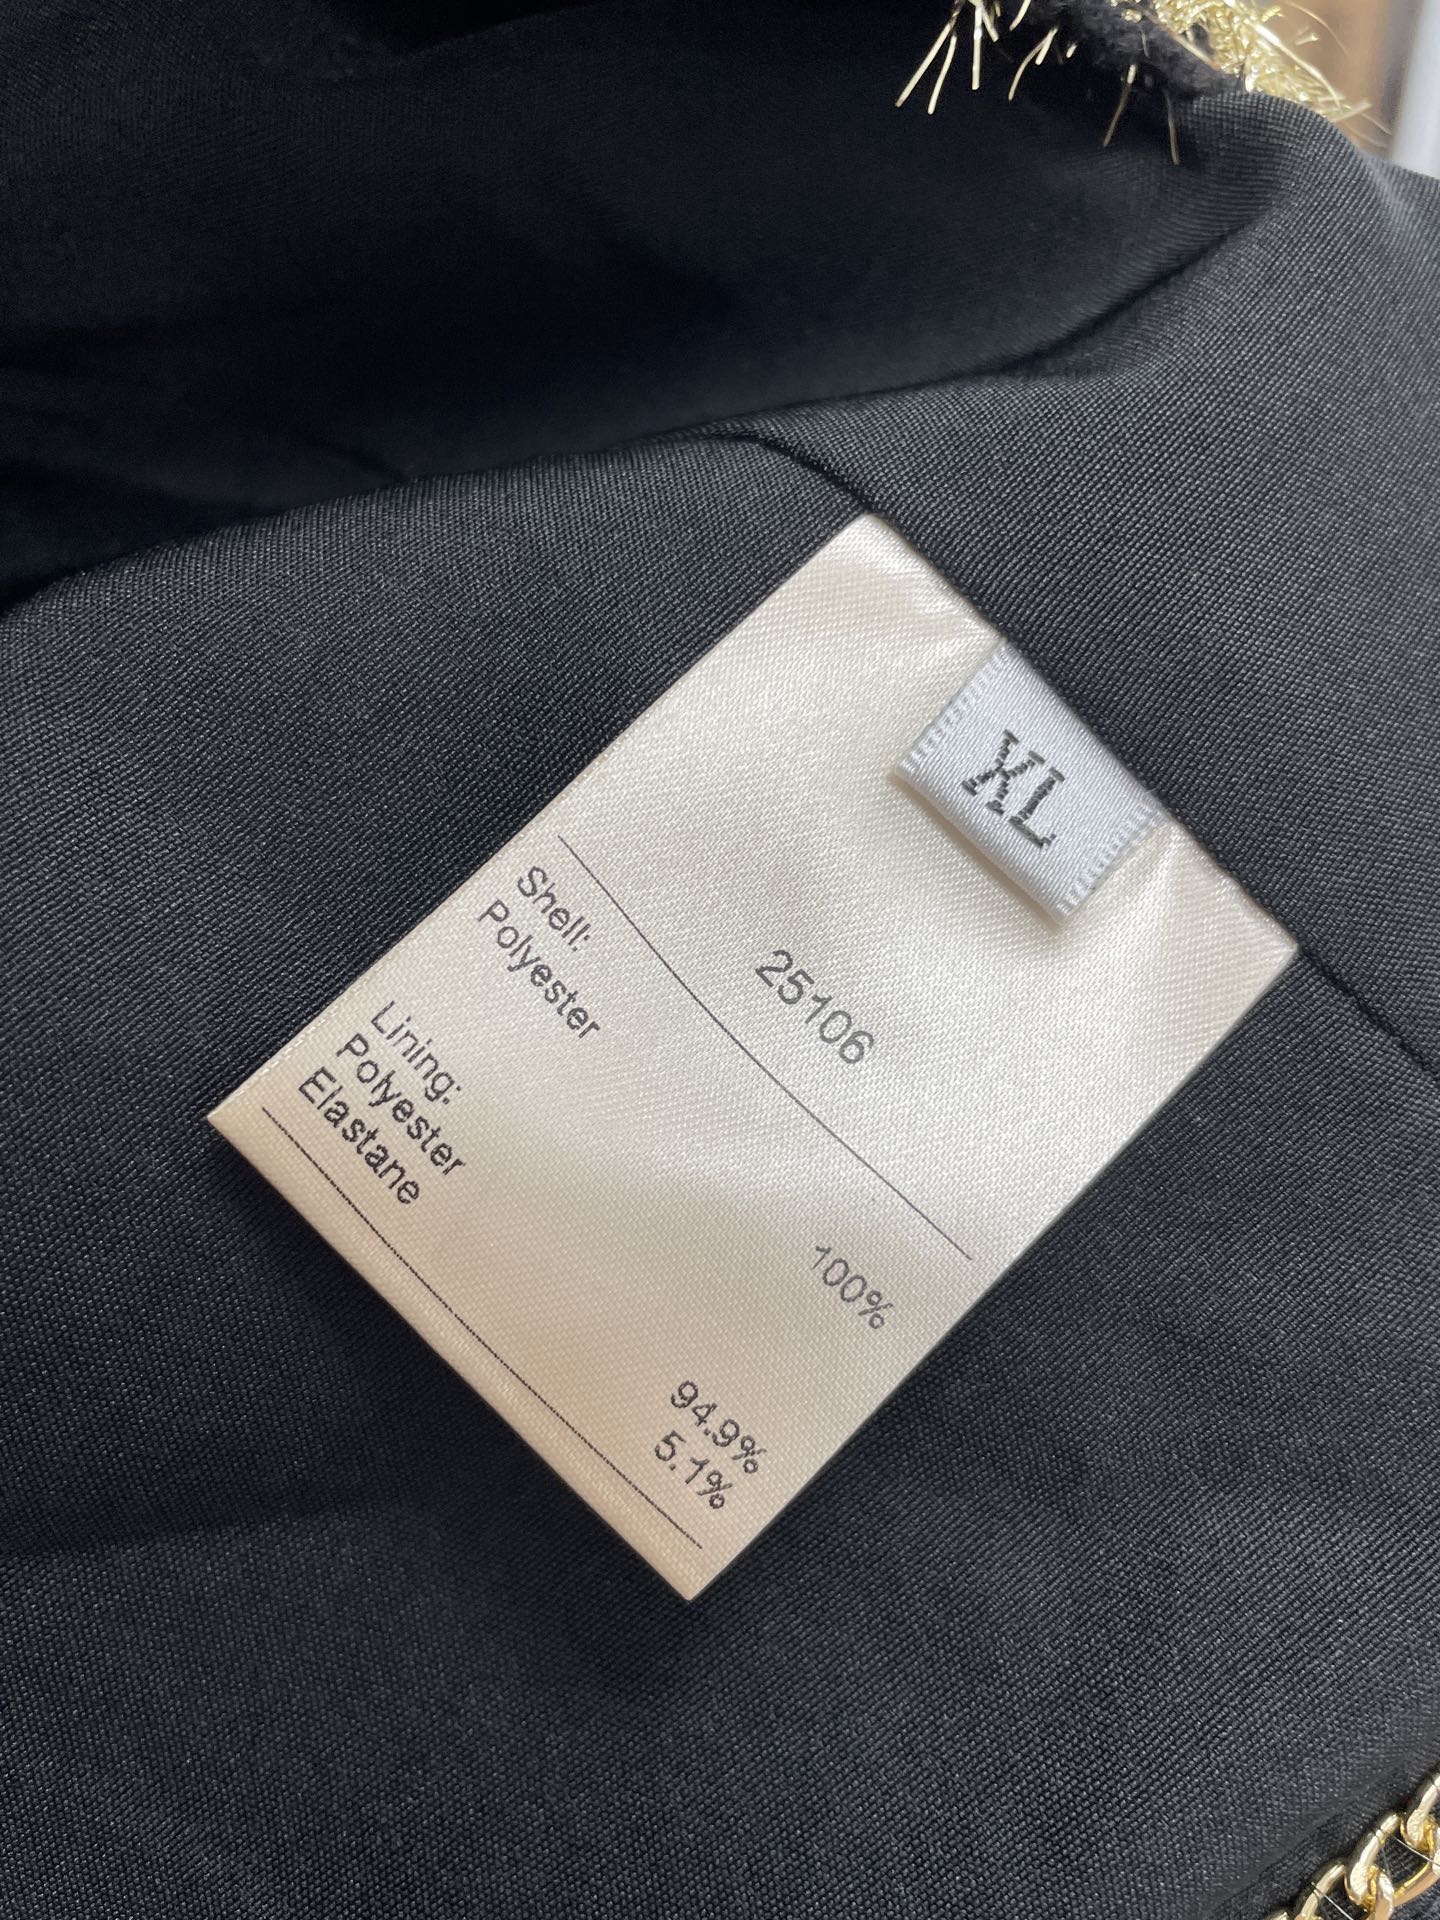 XL
25106
Shell:
Polyester 100%
Lining:
Polyester 94.9%
Elastane 5.1%